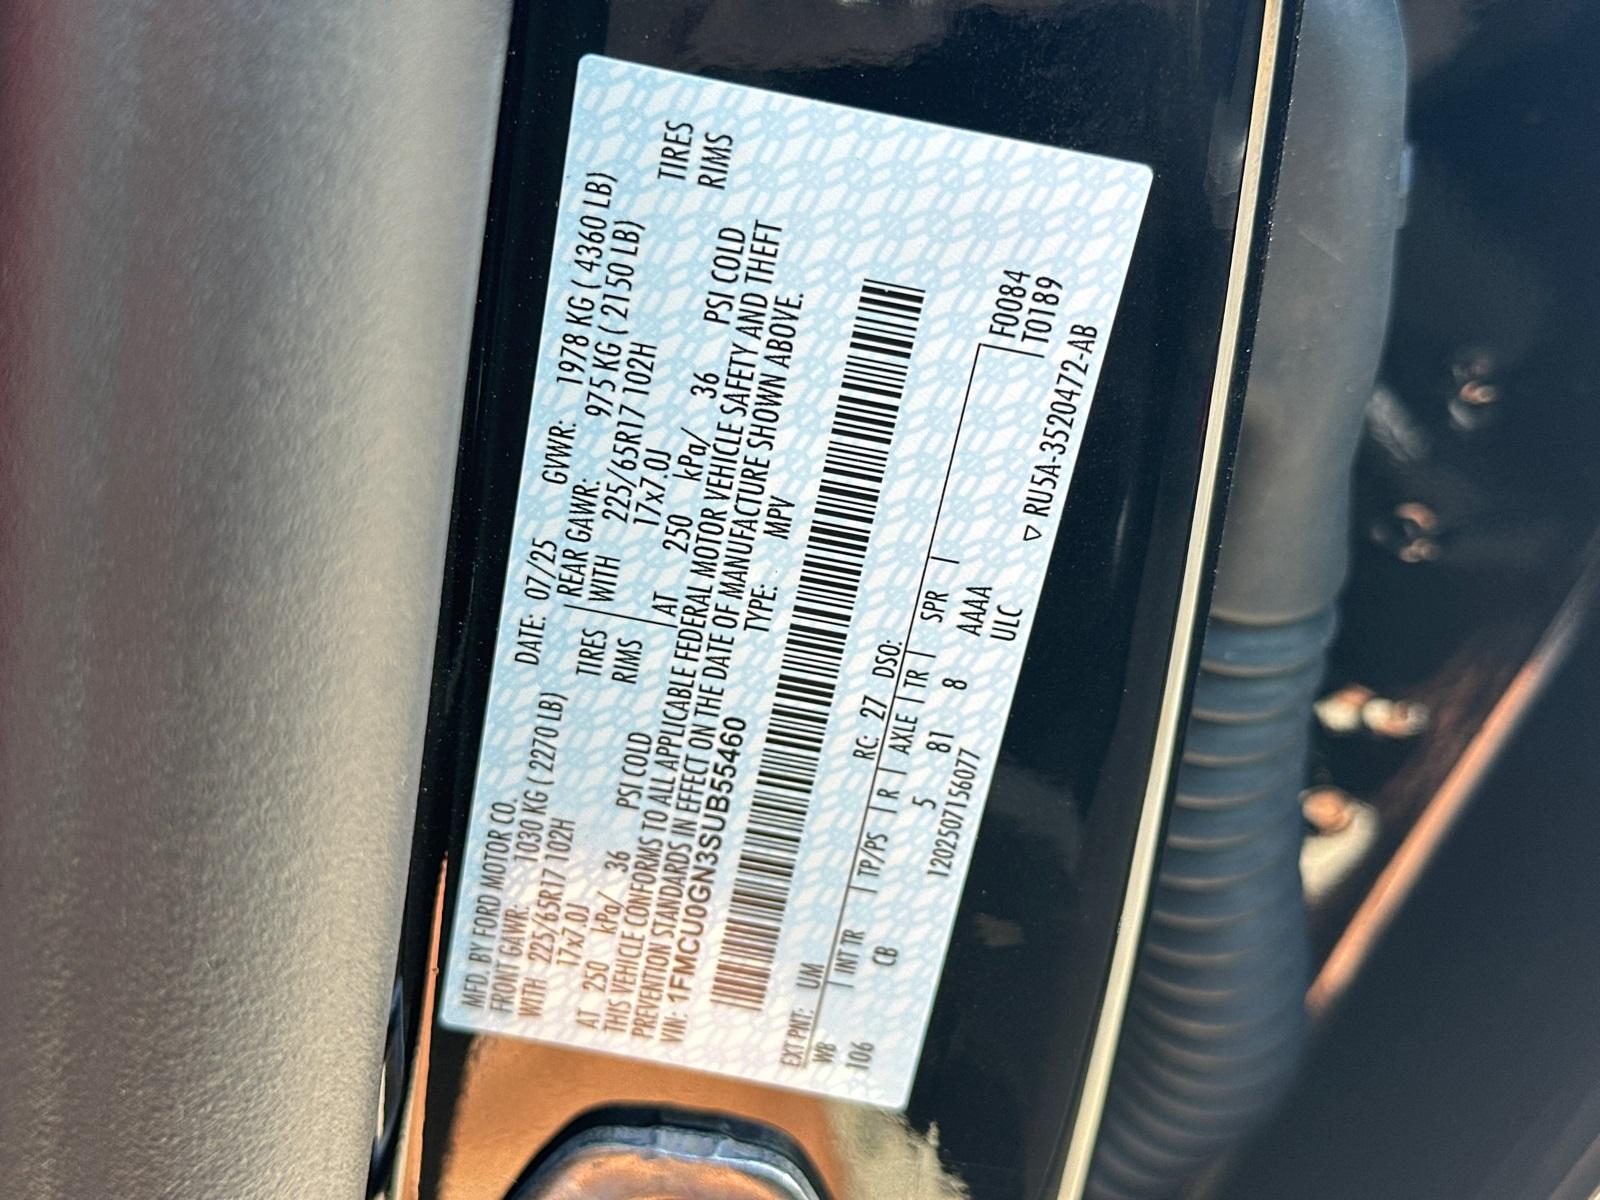 MFD. BY FORD MOTOR CO. DATE: 07/25 GVWR: 1978 KG ( 4360 LB)
FRONT GAWR: 1030 KG ( 2270 LB) REAR GAWR: 975 KG ( 2150 LB)
WITH 225/65R17 102H TIRES WITH 225/65R17 102H TIRES
17x7.0J RIMS 17x7.0J RIMS
AT 250 kPa/ 36 PSI COLD AT 250 kPa/ 36 PSI COLD
THIS VEHICLE CONFORMS TO ALL APPLICABLE FEDERAL MOTOR VEHICLE SAFETY AND THEFT
PREVENTION STANDARDS IN EFFECT ON THE DATE OF MANUFACTURE SHOWN ABOVE.
VIN: 1FMCU0GN3SUB55460 TYPE: MPV
EXT PNT: UM RC: 27 DSO:
WB INT TR TP/PS R AXLE TR SPR F0084
106 CB 5 81 8 AAAA T0189
ULC
1202507156077 ▽ RU5A-3520472-AB